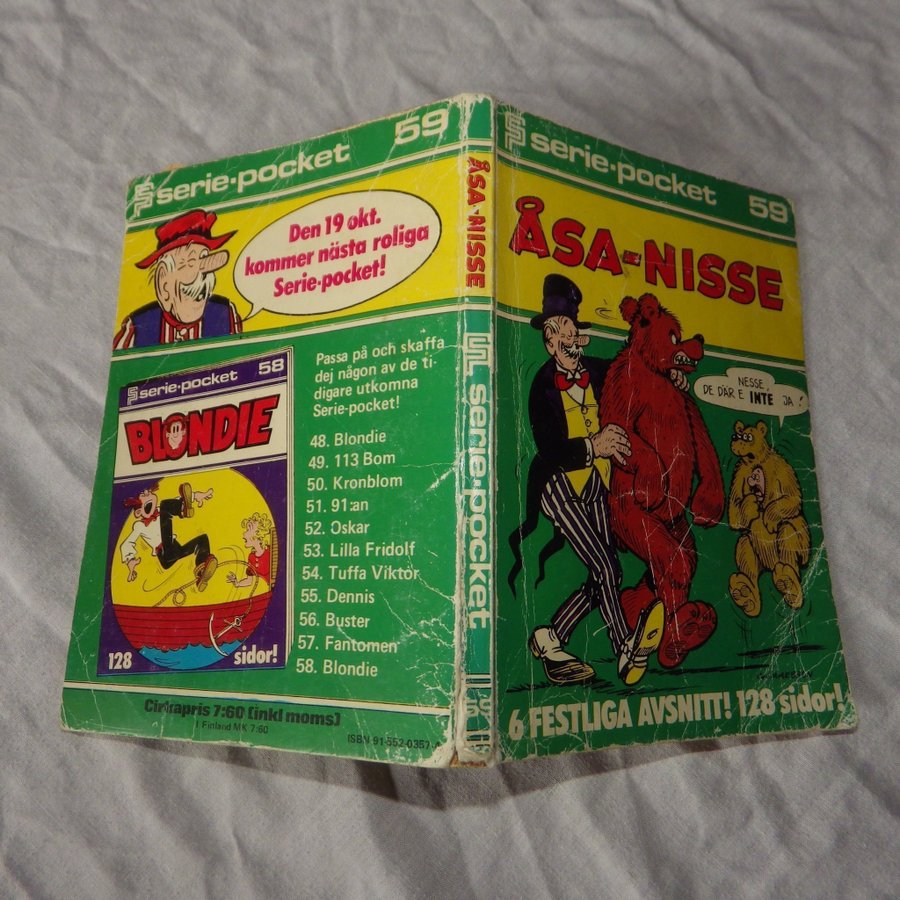 serie-pocket 59
Den 19 okt.
kommer nästa roliga
Serie-pocket!
serie-pocket 58
BLONDIE
128 sidor!
Passa på och skaffa
dej någon av de ti-
digare utkomna
Serie-pocket!
48. Blondie
49. 113 Bom
50. Kronblom
51. 91:an
52. Oskar
53. Lilla Fridolf
54. Tuffa Viktor
55. Dennis
56. Buster
57. Fantomen
58. Blondie
Cirkapris 7:60 (inkl moms)
I Finland MK 7:60
ISBN 91-552-0357-
ÅSA-NISSE
serie-pocket
serie-pocket 59
ÅSA-NISSE
NESSE
DE DÄR E INTE JA!
6 FESTLIGA AVSNITT! 128 sidor!